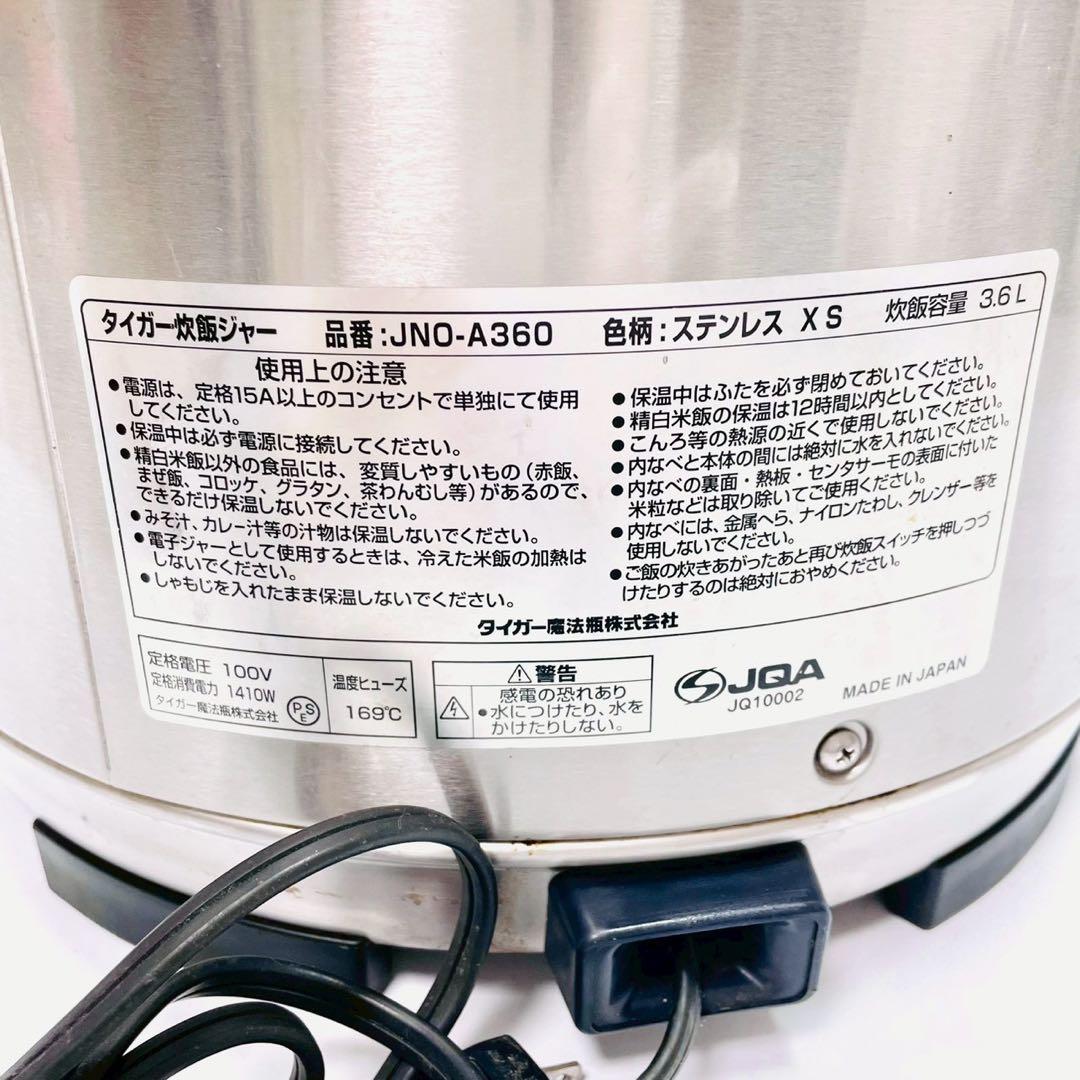 タイガー炊飯ジャー 品番:JNO-A360 色柄:ステンレス XS 炊飯容量 3.6L
使用上の注意
●電源は、定格15A以上のコンセントで単独にて使用
してください。
●保温中は必ず電源に接続してください。
●精白米飯以外の食品には、変質しやすいもの(赤飯、
まぜ飯、コロッケ、グラタン、茶わんむし等)があるので、
できるだけ保温しないでください。
●みそ汁、カレー汁等の汁物は保温しないでください。
●電子ジャーとして使用するときは、冷えた米飯の加熱は
しないでください。
●しゃもじを入れたまま保温しないでください。
●保温中はふたを必ず閉めておいてください。
●精白米飯の保温は12時間以内としてください。
●こんろ等の熱源の近くで使用しないでください。
●内なべと本体の間には絶対に水を入れないでください。
●内なべの裏面・熱板・センタサーモの表面に付いた
米粒などは取り除いてご使用ください。
●内なべには、金属へら、ナイロンたわし、クレンザー等を
使用しないでください。
●ご飯の炊きあがったあと再び炊飯スイッチを押しつづ
けたりするのは絶対におやめください。
タイガー魔法瓶株式会社
定格電圧 100V
定格消費電力 1410W
タイガー魔法瓶株式会社
PSE
温度ヒューズ
169℃
警告
感電の恐れあり
●水につけたり、水を
かけたりしない。
JQA
JQ10002
MADE IN JAPAN